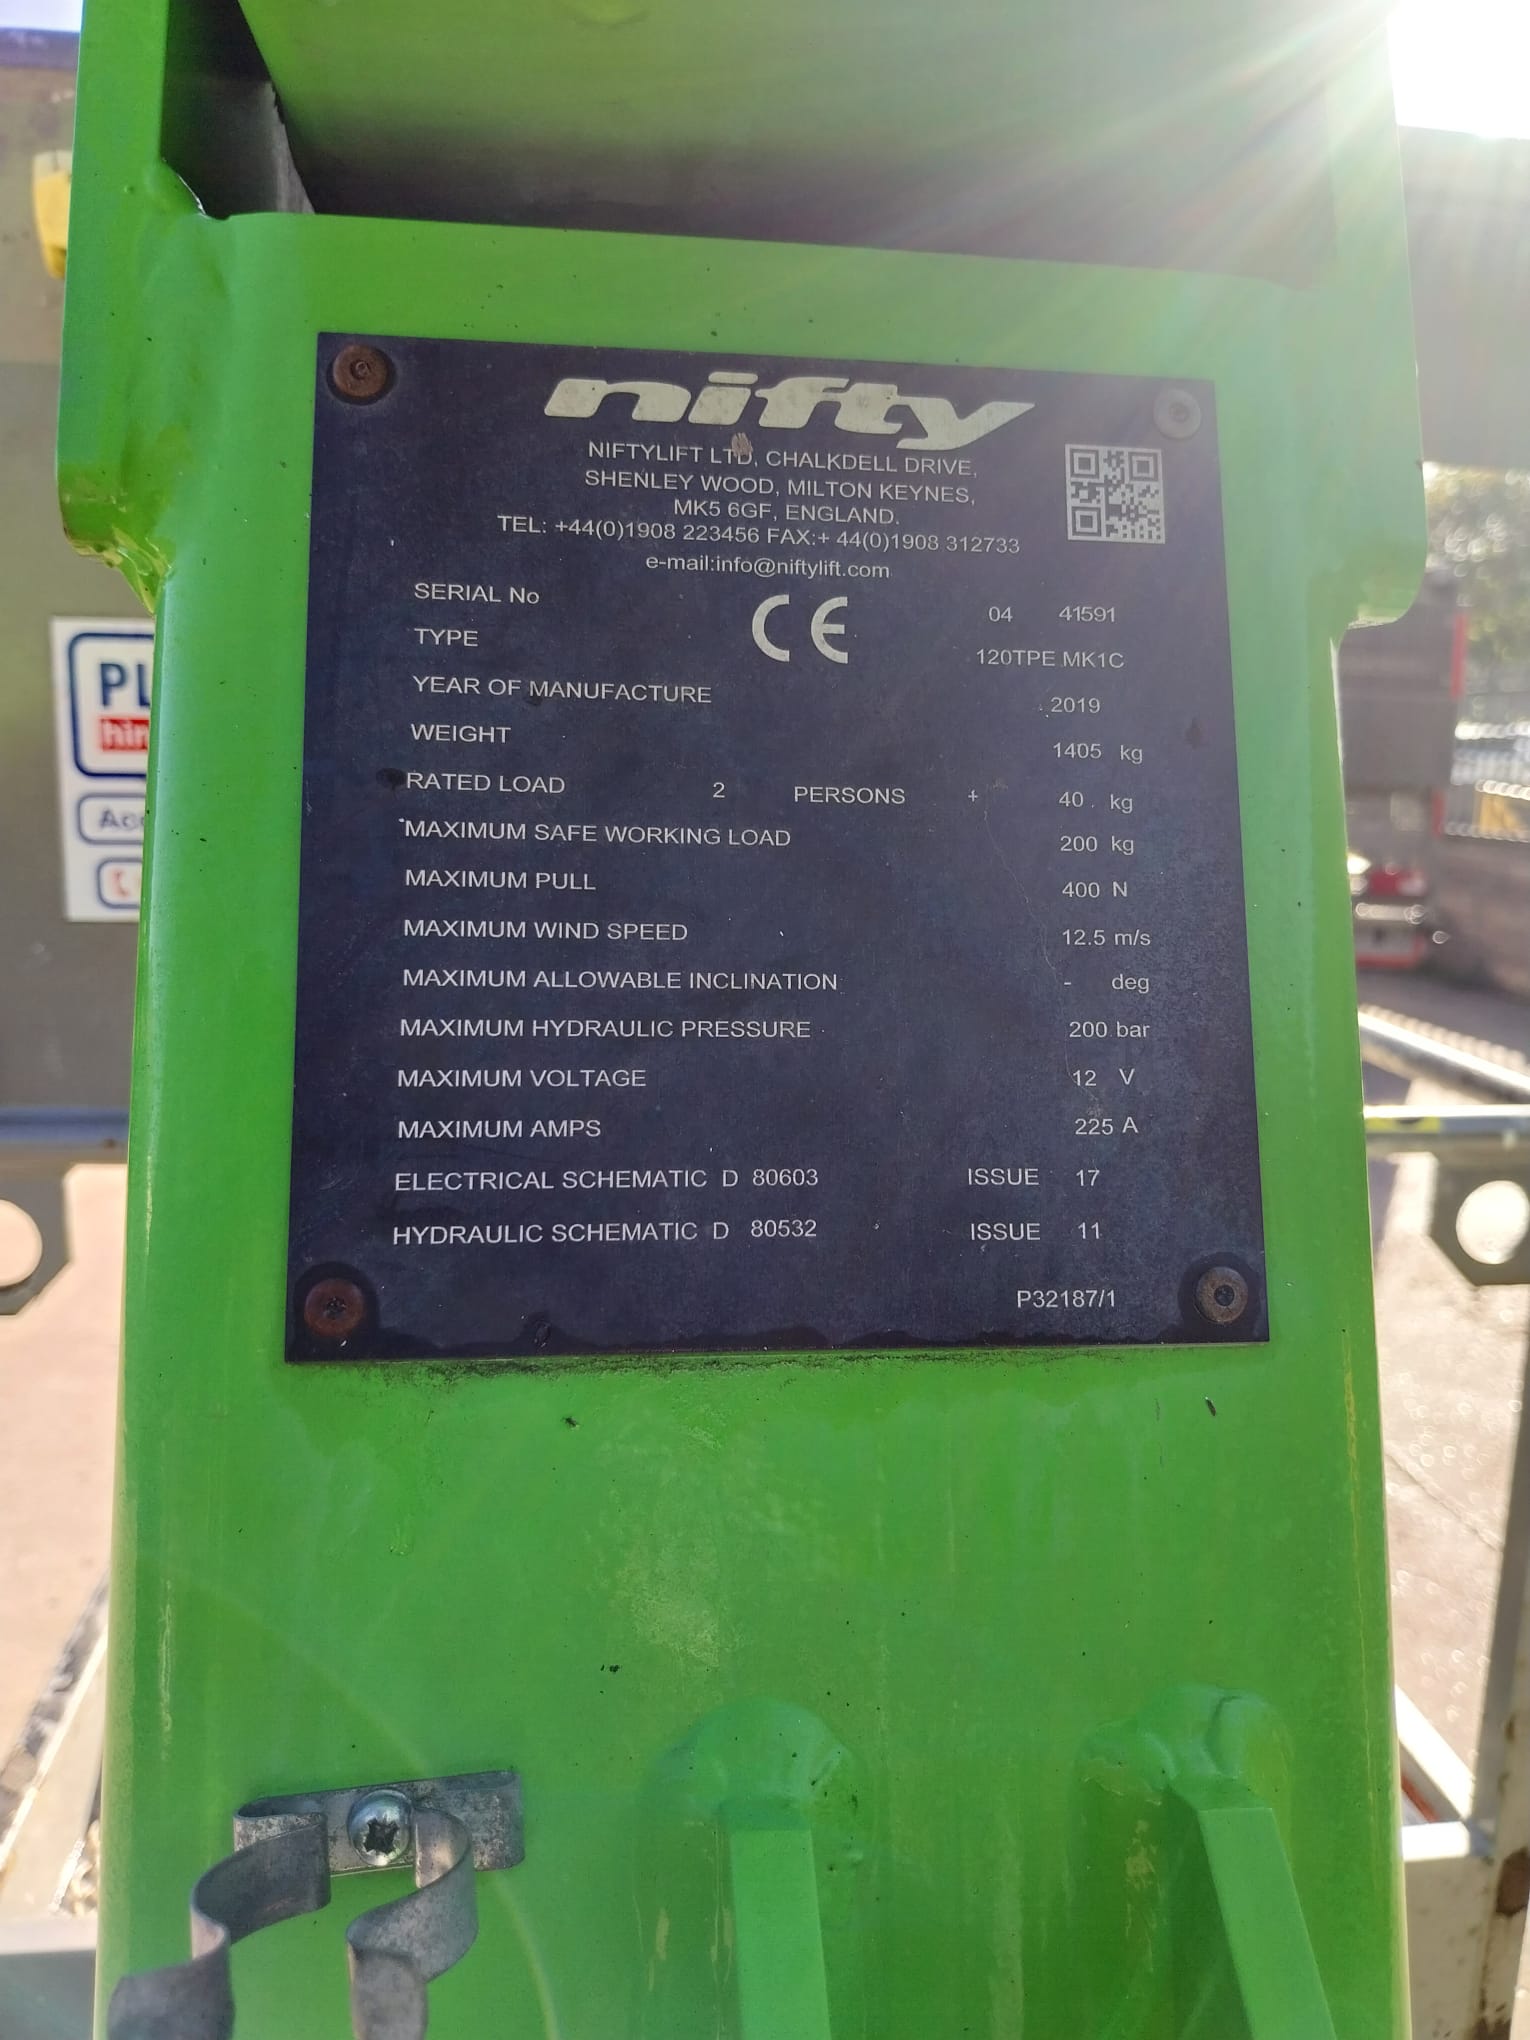 nifty
NIFTYLIFT LTD, CHALKDELL DRIVE,
SHENLEY WOOD, MILTON KEYNES,
MK5 6GF, ENGLAND.
TEL: +44(0)1908 223456 FAX:+ 44(0)1908 312733
e-mail:info@niftylift.com
CE
SERIAL No 04 41591
TYPE 120TPE MK1C
YEAR OF MANUFACTURE 2019
WEIGHT 1405 kg
RATED LOAD 2 PERSONS + 40 kg
MAXIMUM SAFE WORKING LOAD 200 kg
MAXIMUM PULL 400 N
MAXIMUM WIND SPEED 12.5 m/s
MAXIMUM ALLOWABLE INCLINATION - deg
MAXIMUM HYDRAULIC PRESSURE 200 bar
MAXIMUM VOLTAGE 12 V
MAXIMUM AMPS 225 A
ELECTRICAL SCHEMATIC D 80603 ISSUE 17
HYDRAULIC SCHEMATIC D 80532 ISSUE 11
P32187/1